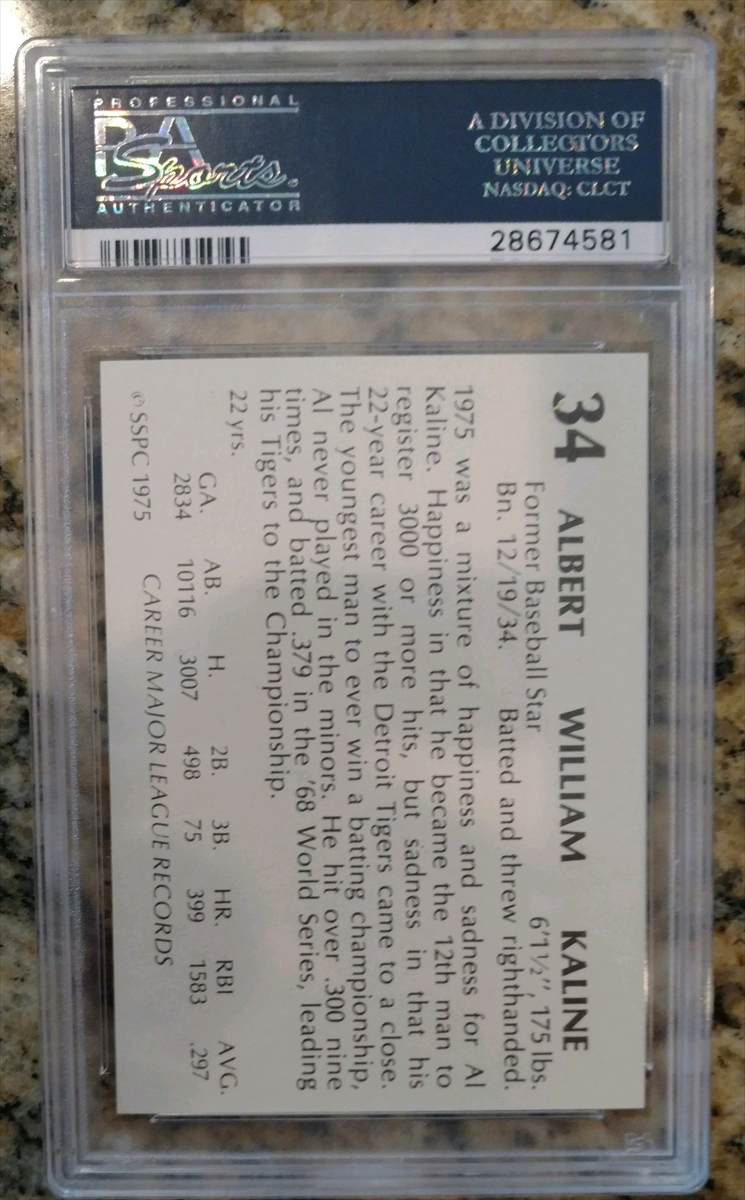 PROFESSIONAL
PSA
Sports.
AUTHENTICATOR
A DIVISION OF
COLLECTORS
UNIVERSE
NASDAQ: CLCT
28674581
34 ALBERT WILLIAM KALINE
Former Baseball Star 6'1½", 175 lbs.
Bn. 12/19/34. Batted and threw righthanded.
1975 was a mixture of happiness and sadness for Al
Kaline. Happiness in that he became the 12th man to
register 3000 or more hits, but sadness in that his
22-year career with the Detroit Tigers came to a close.
The youngest man to ever win a batting championship,
Al never played in the minors. He hit over .300 nine
times, and batted .379 in the '68 World Series, leading
his Tigers to the Championship.
22 yrs.
GA. AB. H. 2B. 3B. HR. RBI AVG.
2834 10116 3007 498 75 399 1583 .297
© SSPC 1975 CAREER MAJOR LEAGUE RECORDS